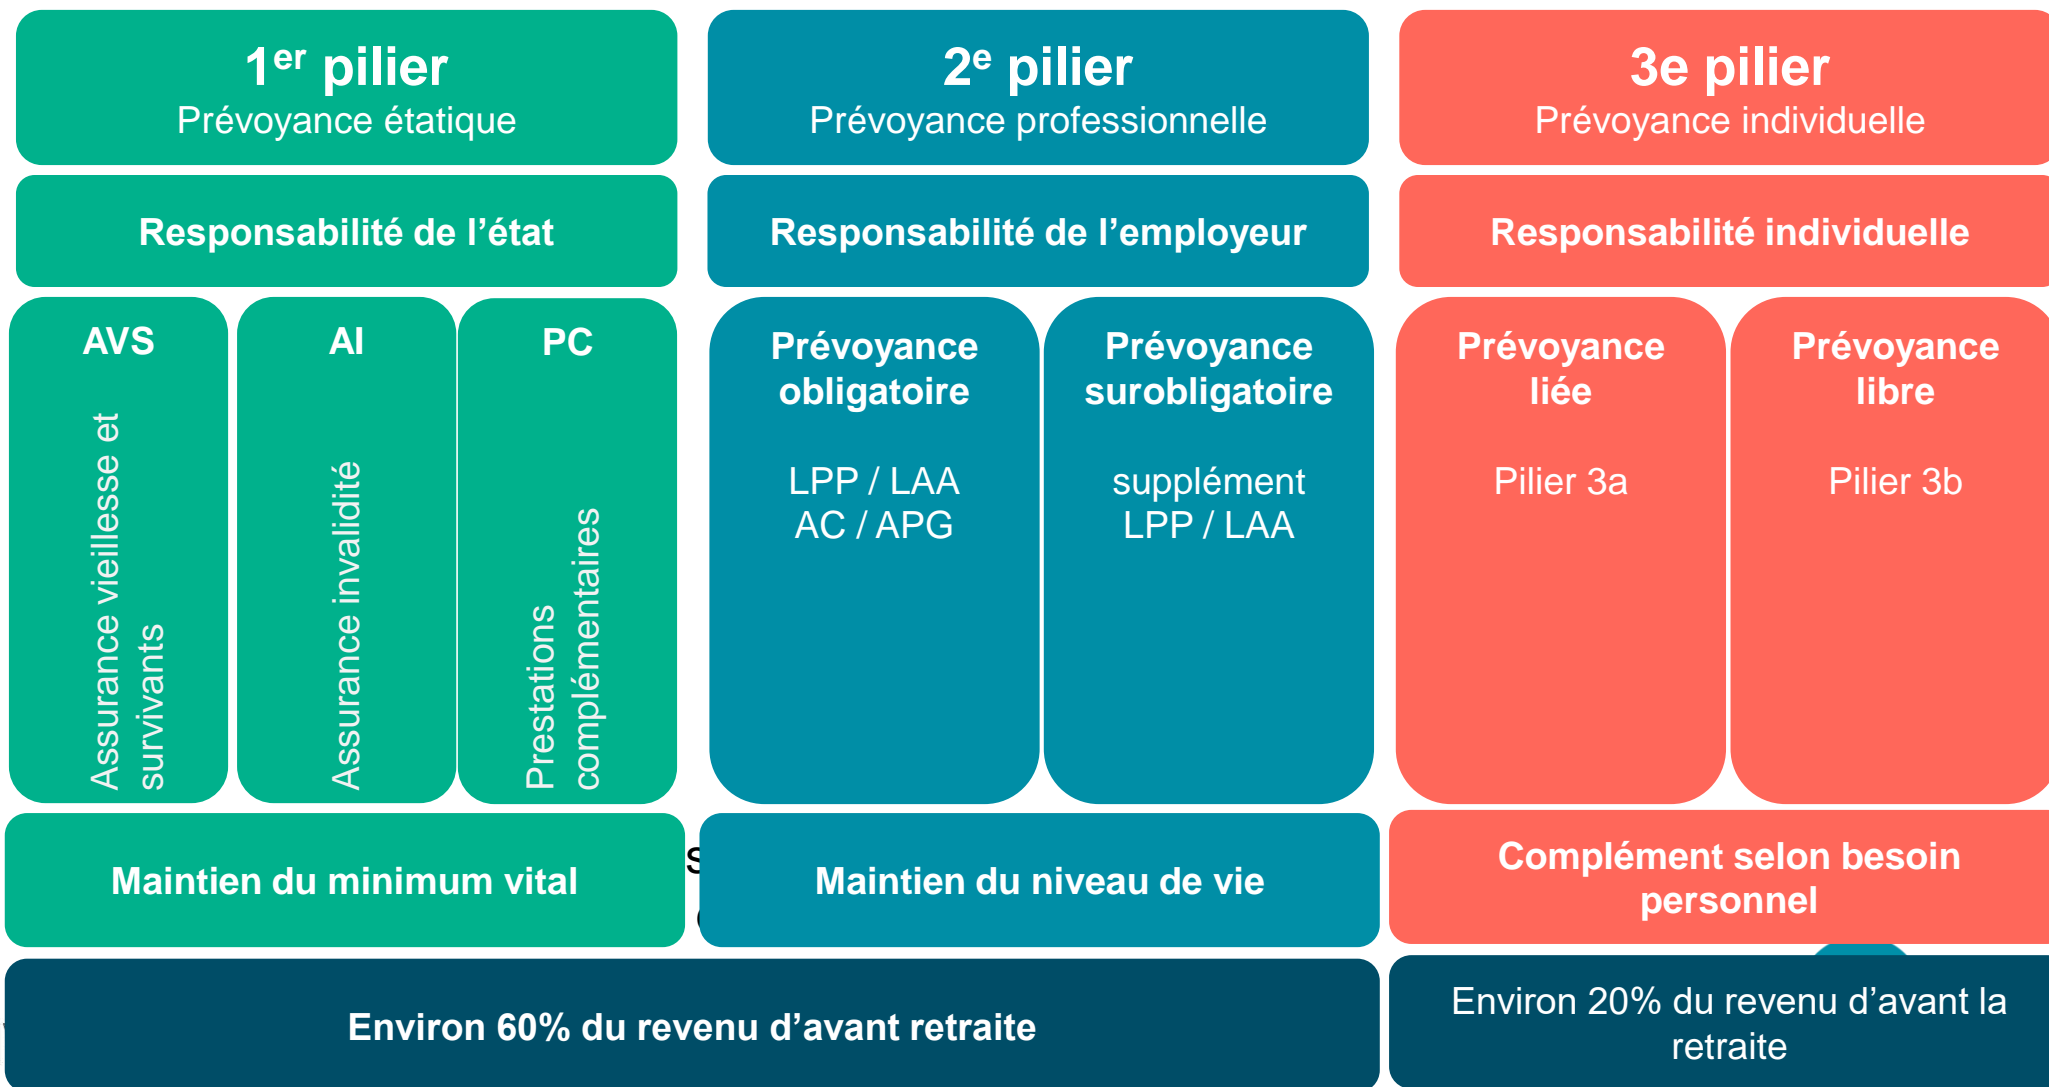 1er pilier
Prévoyance étatique
2e pilier
Prévoyance professionnelle
3e pilier
Prévoyance individuelle
Responsabilité de l’état
Responsabilité de l’employeur
Responsabilité individuelle
AVS
Assurance vieillesse et
survivants
AI
Assurance invalidité
PC
Prestations
complémentaires
Prévoyance
obligatoire
LPP / LAA
AC / APG
Prévoyance
surobligatoire
supplément
LPP / LAA
Prévoyance
liée
Pilier 3a
Prévoyance
libre
Pilier 3b
Maintien du minimum vital
Maintien du niveau de vie
Complément selon besoin
personnel
Environ 60% du revenu d’avant retraite
Environ 20% du revenu d’avant la
retraite